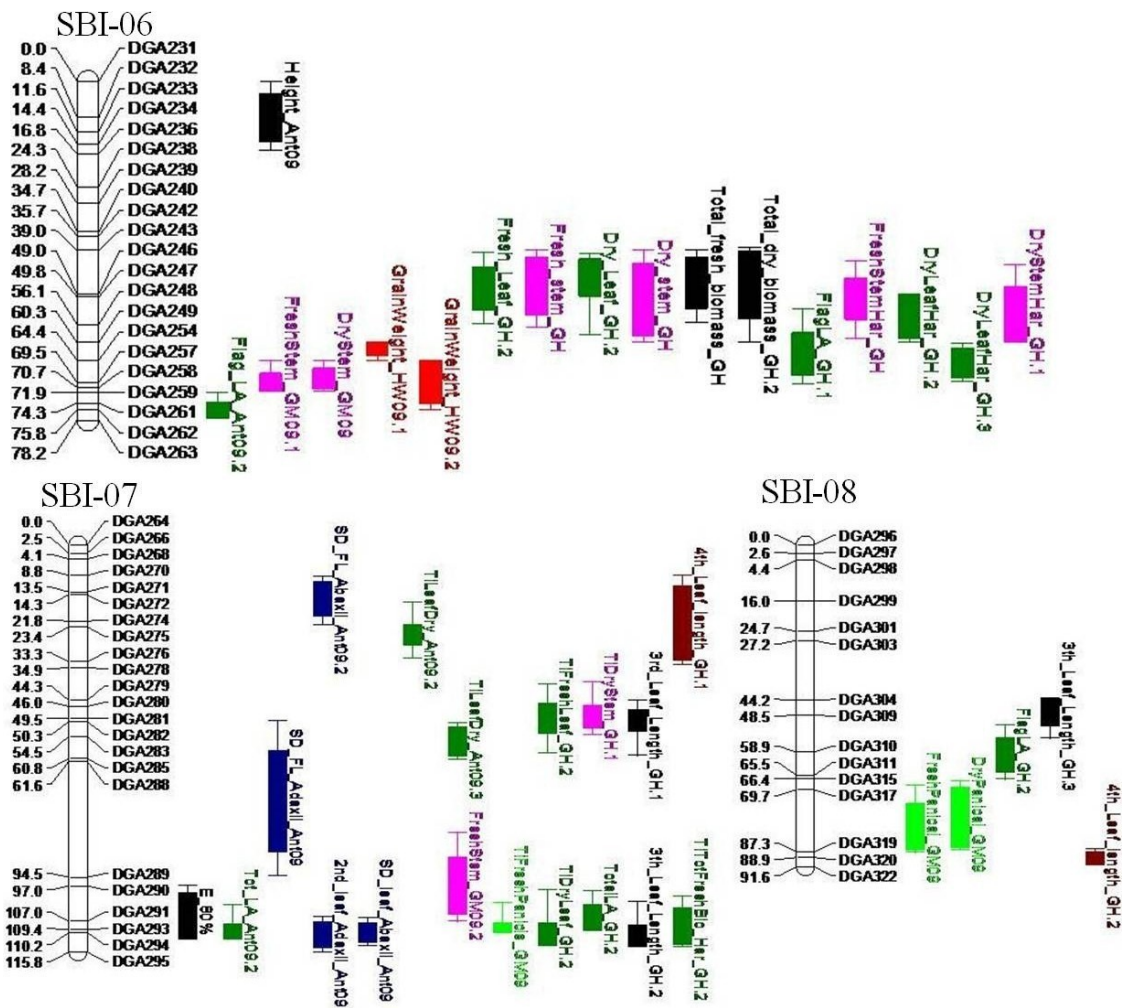 SBI-06
0.0 DGA231
8.4 DGA232
11.6 DGA233
14.4 DGA234
16.8 DGA236
24.3 DGA238
28.2 DGA239
34.7 DGA240
35.7 DGA242
39.0 DGA243
49.0 DGA246
49.8 DGA247
56.1 DGA248
60.3 DGA249
64.4 DGA254
69.5 DGA257
70.7 DGA258
71.9 DGA259
74.3 DGA261
75.8 DGA262
78.2 DGA263
Flag_LA_Ant09.2
Height_Ant09
FreshStem_GM09.1
DryStem_GM09
GrainWeight_HW09.1
GrainWeight_HW09.2
Fresh_Leaf_GH.2
Fresh_stem_GH
Dry_Leaf_GH.2
Dry_stem_GH
Total_fresh_biomass_GH
Total_dry_biomass_GH.2
FlagLA_GH.1
FreshStemHar_GH
DryLeafHar_GH.2
DryLeafHar_GH.3
DryStemHar_GH.1
SBI-07
0.0 DGA264
2.5 DGA266
4.1 DGA268
8.8 DGA270
13.5 DGA271
14.3 DGA272
21.8 DGA274
23.4 DGA275
33.3 DGA276
34.9 DGA278
44.3 DGA279
46.0 DGA280
49.5 DGA281
50.3 DGA282
54.5 DGA283
60.8 DGA285
61.6 DGA288
94.5 DGA289
97.0 DGA290
107.0 DGA291
109.4 DGA293
110.2 DGA294
115.8 DGA295
E_80%
Tot_LA_Ant09.2
SD_FL_Adaxil_Ant09
SD_FL_Abaxil_Ant09.2
2nd_leaf_Adaxil_Ant09
SD_leaf_Abaxil_Ant09
TiLeafDry_Ant09.2
TiLeafDry_Ant09.3
FreshStem_GM09.2
TiFreshPanicle_GM09
TiFreshLeaf_GH.2
TiDryLeaf_GH.2
TiDryStem_GH.1
TotalLA_GH.2
3rd_Leaf_Length_GH.1
3th_Leaf_Length_GH.2
4th_Leaf_length_GH.1
TiTotFreshBio_Har_GH.2
SBI-08
0.0 DGA296
2.6 DGA297
4.4 DGA298
16.0 DGA299
24.7 DGA301
27.2 DGA303
44.2 DGA304
48.5 DGA309
58.9 DGA310
65.5 DGA311
66.4 DGA315
69.7 DGA317
87.3 DGA319
88.9 DGA320
91.6 DGA322
FreshPanicel_GM09
DryPanicel_GM09
FlagLA_GH.2
3th_Leaf_Length_GH.3
4th_Leaf_length_GH.2